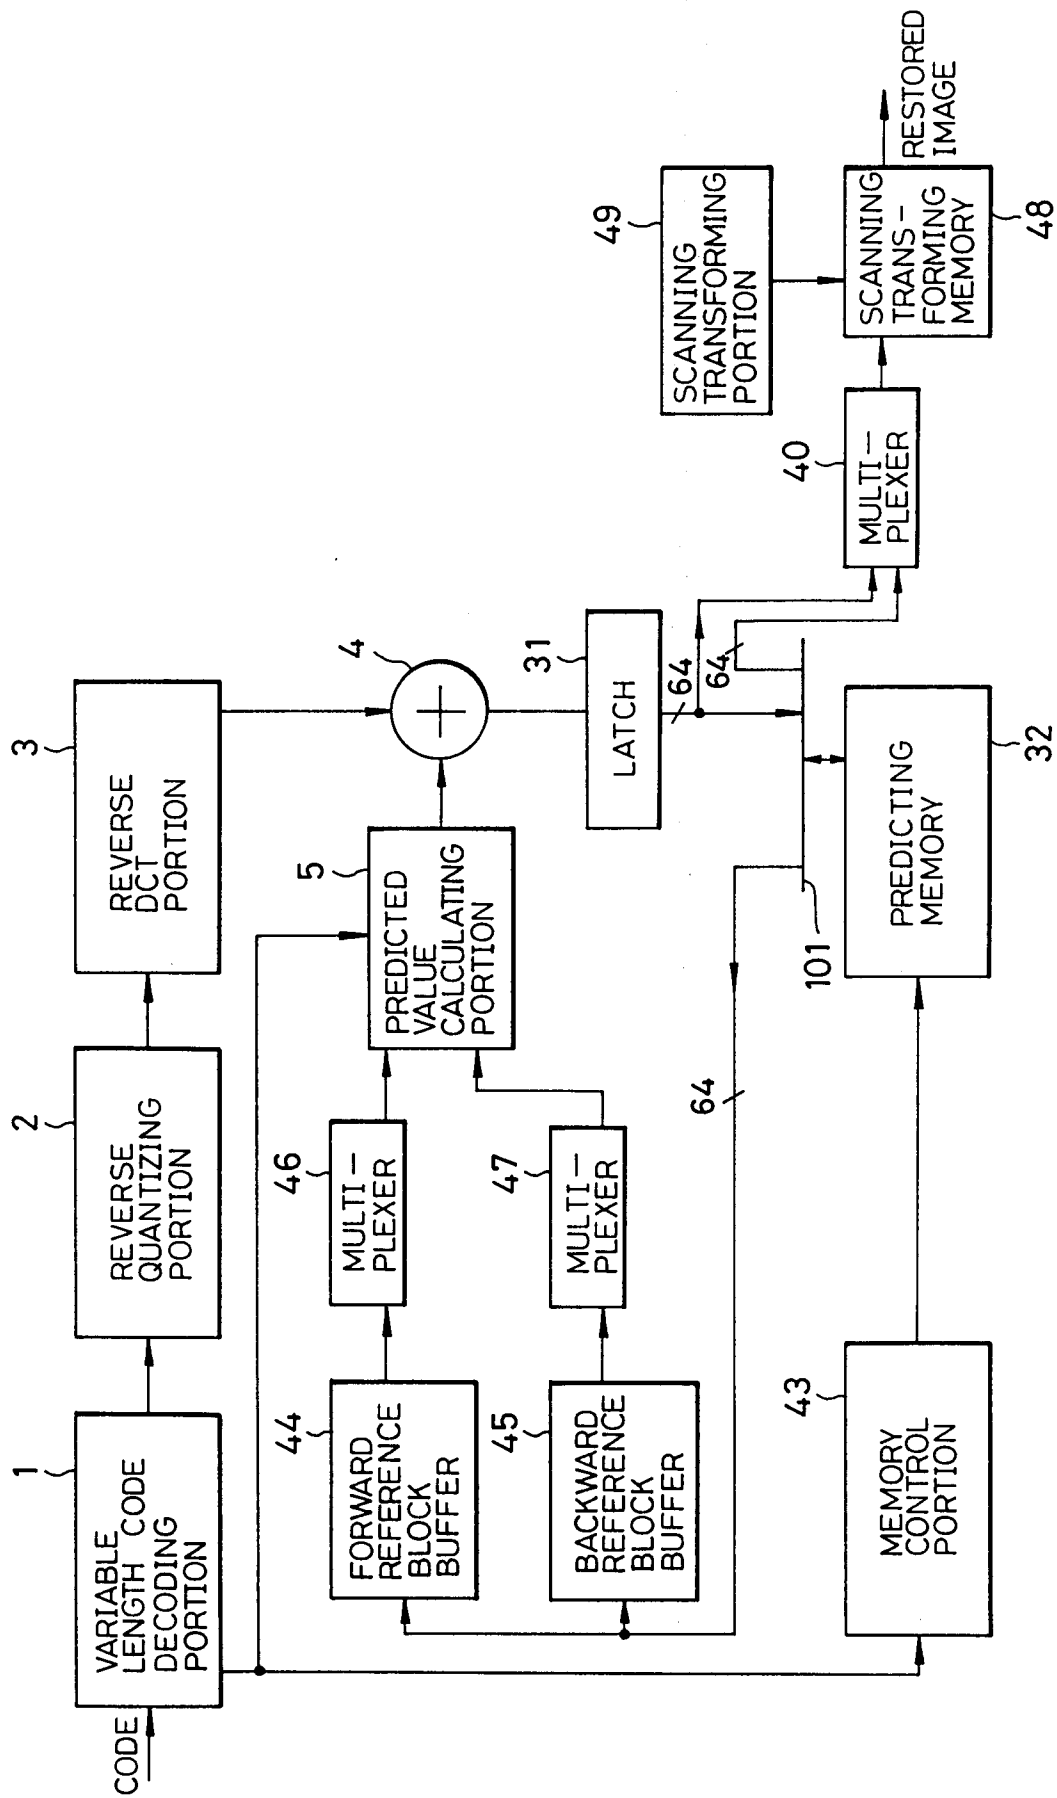 CODE
1
VARIABLE
LENGTH CODE
DECODING
PORTION
2
REVERSE
QUANTIZING
PORTION
3
REVERSE
DCT
PORTION
44
FORWARD
REFERENCE
BLOCK
BUFFER
46
MULTI-
PLEXER
5
PREDICTED
VALUE
CALCULATING
PORTION
4
45
BACKWARD
REFERENCE
BLOCK
BUFFER
47
MULTI-
PLEXER
31
LATCH
64
64
64
43
MEMORY
CONTROL
PORTION
101
PREDICTING
MEMORY
32
40
MULTI-
PLEXER
49
SCANNING
TRANSFORMING
PORTION
SCANNING
TRANS-
FORMING
MEMORY
48
RESTORED
IMAGE